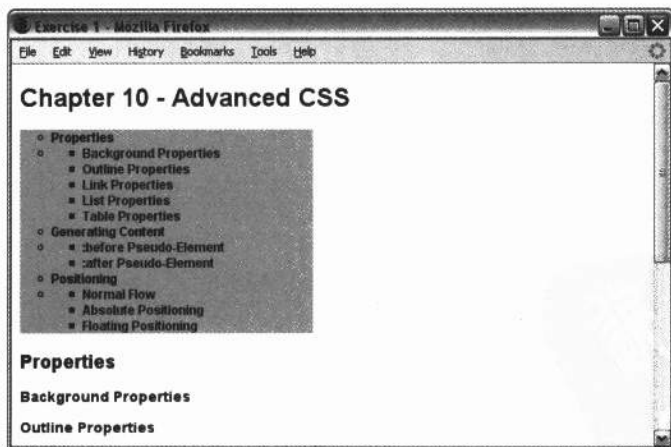 Exercise 1 - Mozilla Firefox
File Edit View History Bookmarks Tools Help
Chapter 10 - Advanced CSS
Properties
Background Properties
Outline Properties
Link Properties
List Properties
Table Properties
Generating Content
:before Pseudo-Element
:after Pseudo-Element
Positioning
Normal Flow
Absolute Positioning
Floating Positioning
Properties
Background Properties
Outline Properties